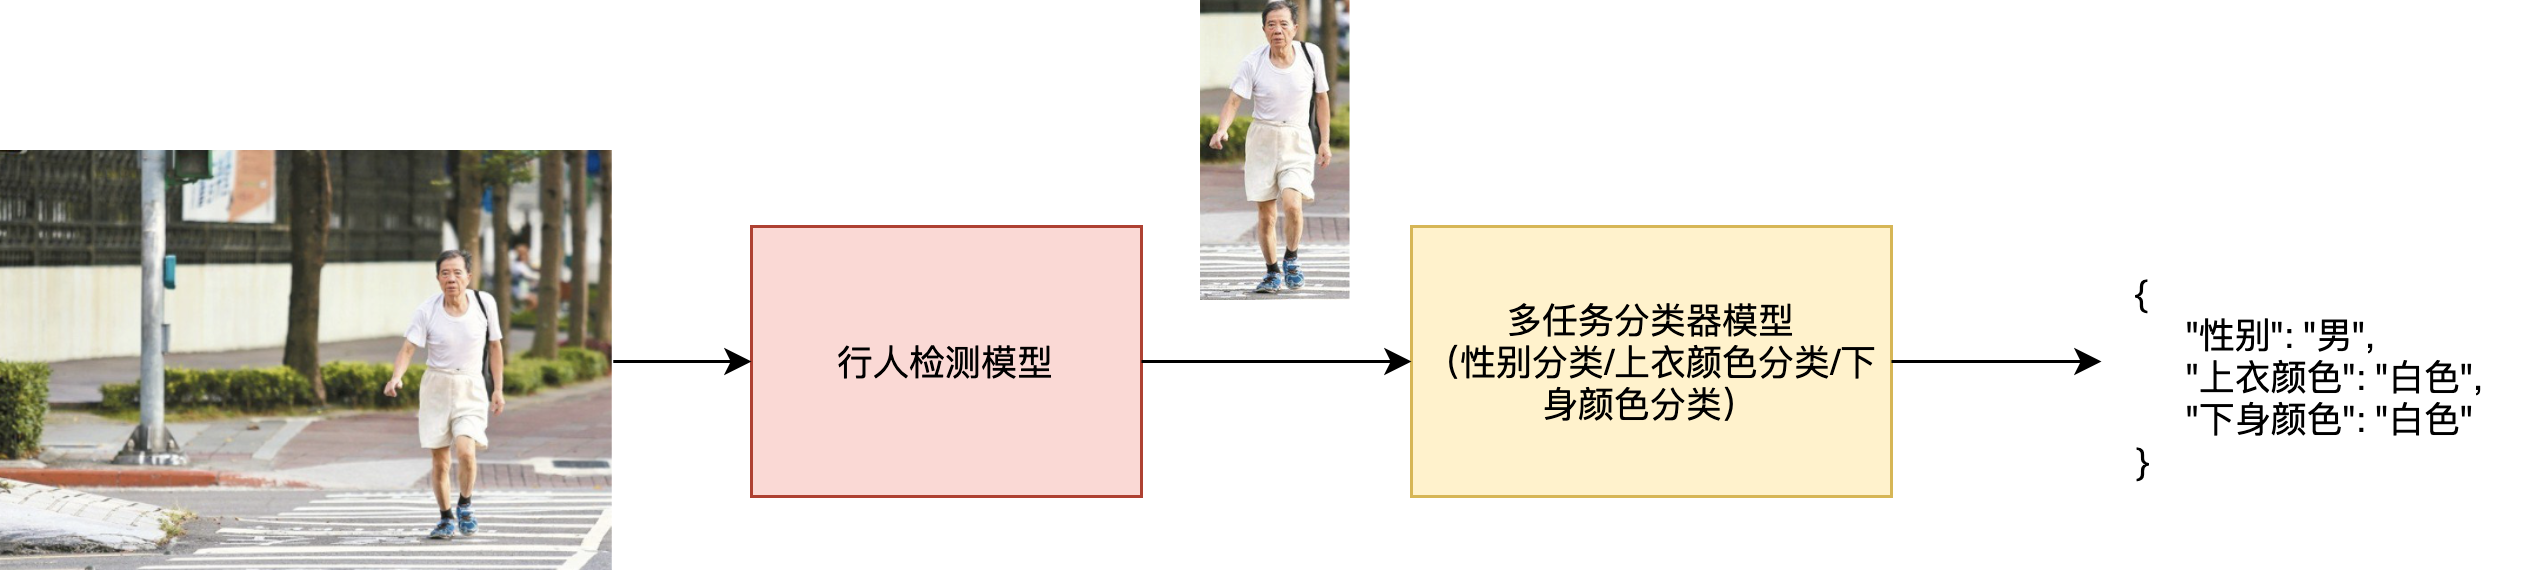 行人检测模型
多任务分类器模型
(性别分类/上衣颜色分类/下
身颜色分类)
{
"性别": "男",
"上衣颜色": "白色",
"下身颜色": "白色"
}